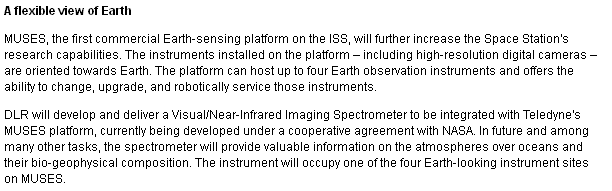 A flexible view of Earth
MUSES, the first commercial Earth-sensing platform on the ISS, will further increase the Space Station's
research capabilities. The instruments installed on the platform – including high-resolution digital cameras –
are oriented towards Earth. The platform can host up to four Earth observation instruments and offers the
ability to change, upgrade, and robotically service those instruments.
DLR will develop and deliver a Visual/Near-Infrared Imaging Spectrometer to be integrated with Teledyne's
MUSES platform, currently being developed under a cooperative agreement with NASA. In future and among
many other tasks, the spectrometer will provide valuable information on the atmospheres over oceans and
their bio-geophysical composition. The instrument will occupy one of the four Earth-looking instrument sites
on MUSES.